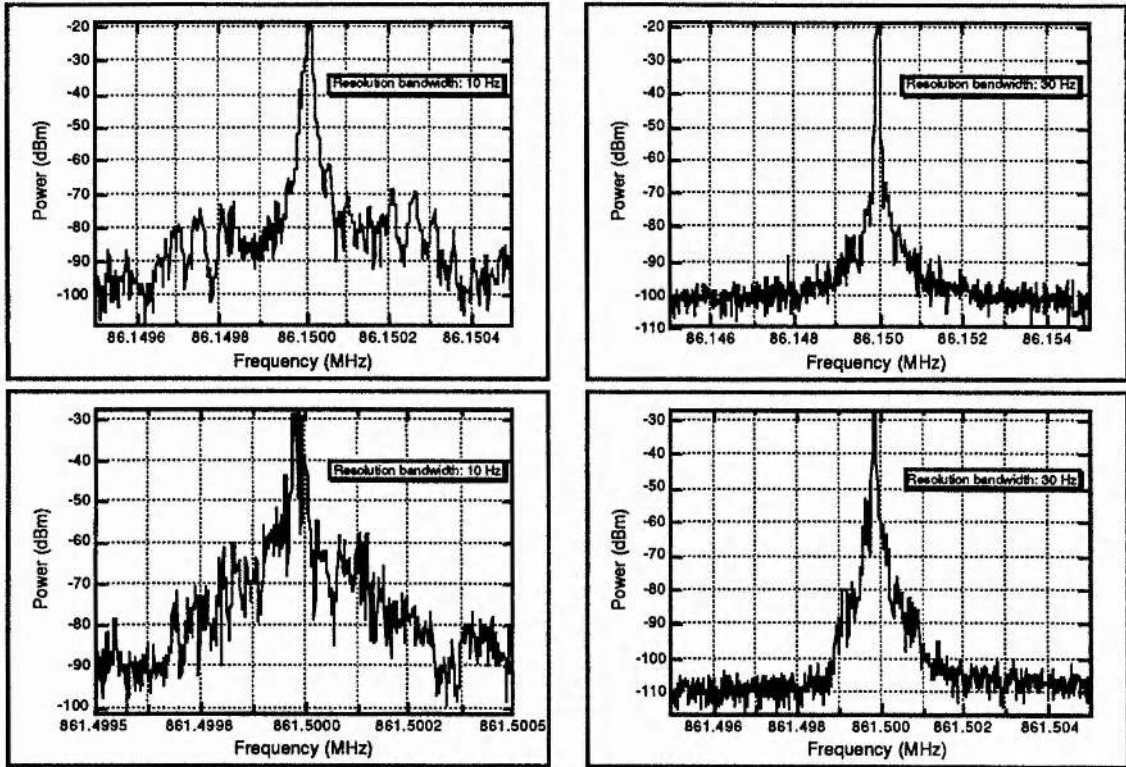 -20
-30
-40
-50
-60
-70
-80
-90
-100
Power (dBm)
Resolution bandwidth: 10 Hz
86.1496 86.1498 86.1500 86.1502 86.1504
Frequency (MHz)
-20
-30
-40
-50
-60
-70
-80
-90
-100
-110
Power (dBm)
Resolution bandwidth: 30 Hz
86.146 86.148 86.150 86.152 86.154
Frequency (MHz)
-30
-40
-50
-60
-70
-80
-90
-100
Power (dBm)
Resolution bandwidth: 10 Hz
861.4995 861.4998 861.5000 861.5002 861.5005
Frequency (MHz)
-30
-40
-50
-60
-70
-80
-90
-100
-110
Power (dBm)
Resolution bandwidth: 30 Hz
861.496 861.498 861.500 861.502 861.504
Frequency (MHz)